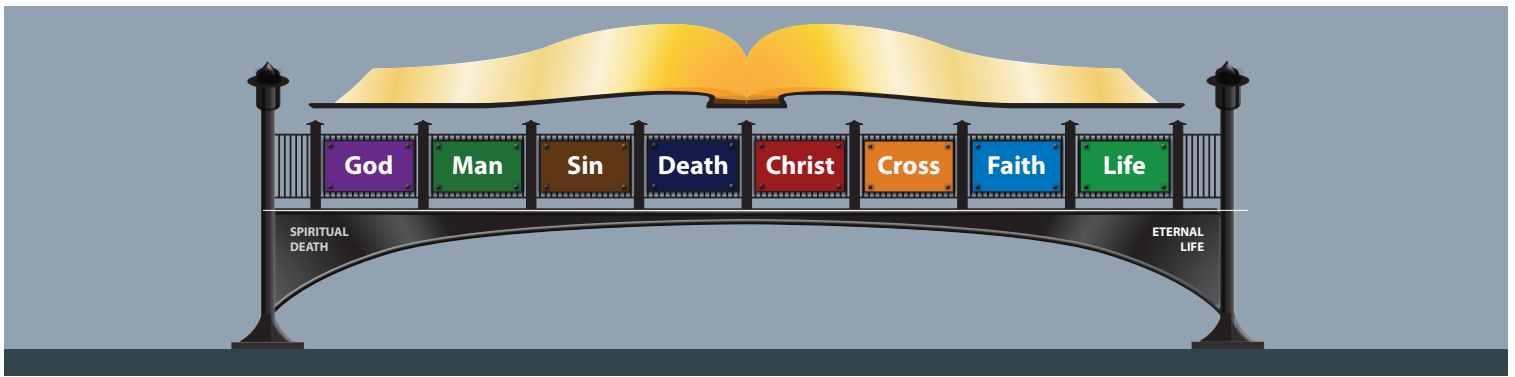 God
Man
Sin
Death
Christ
Cross
Faith
Life
SPIRITUAL
DEATH
ETERNAL
LIFE